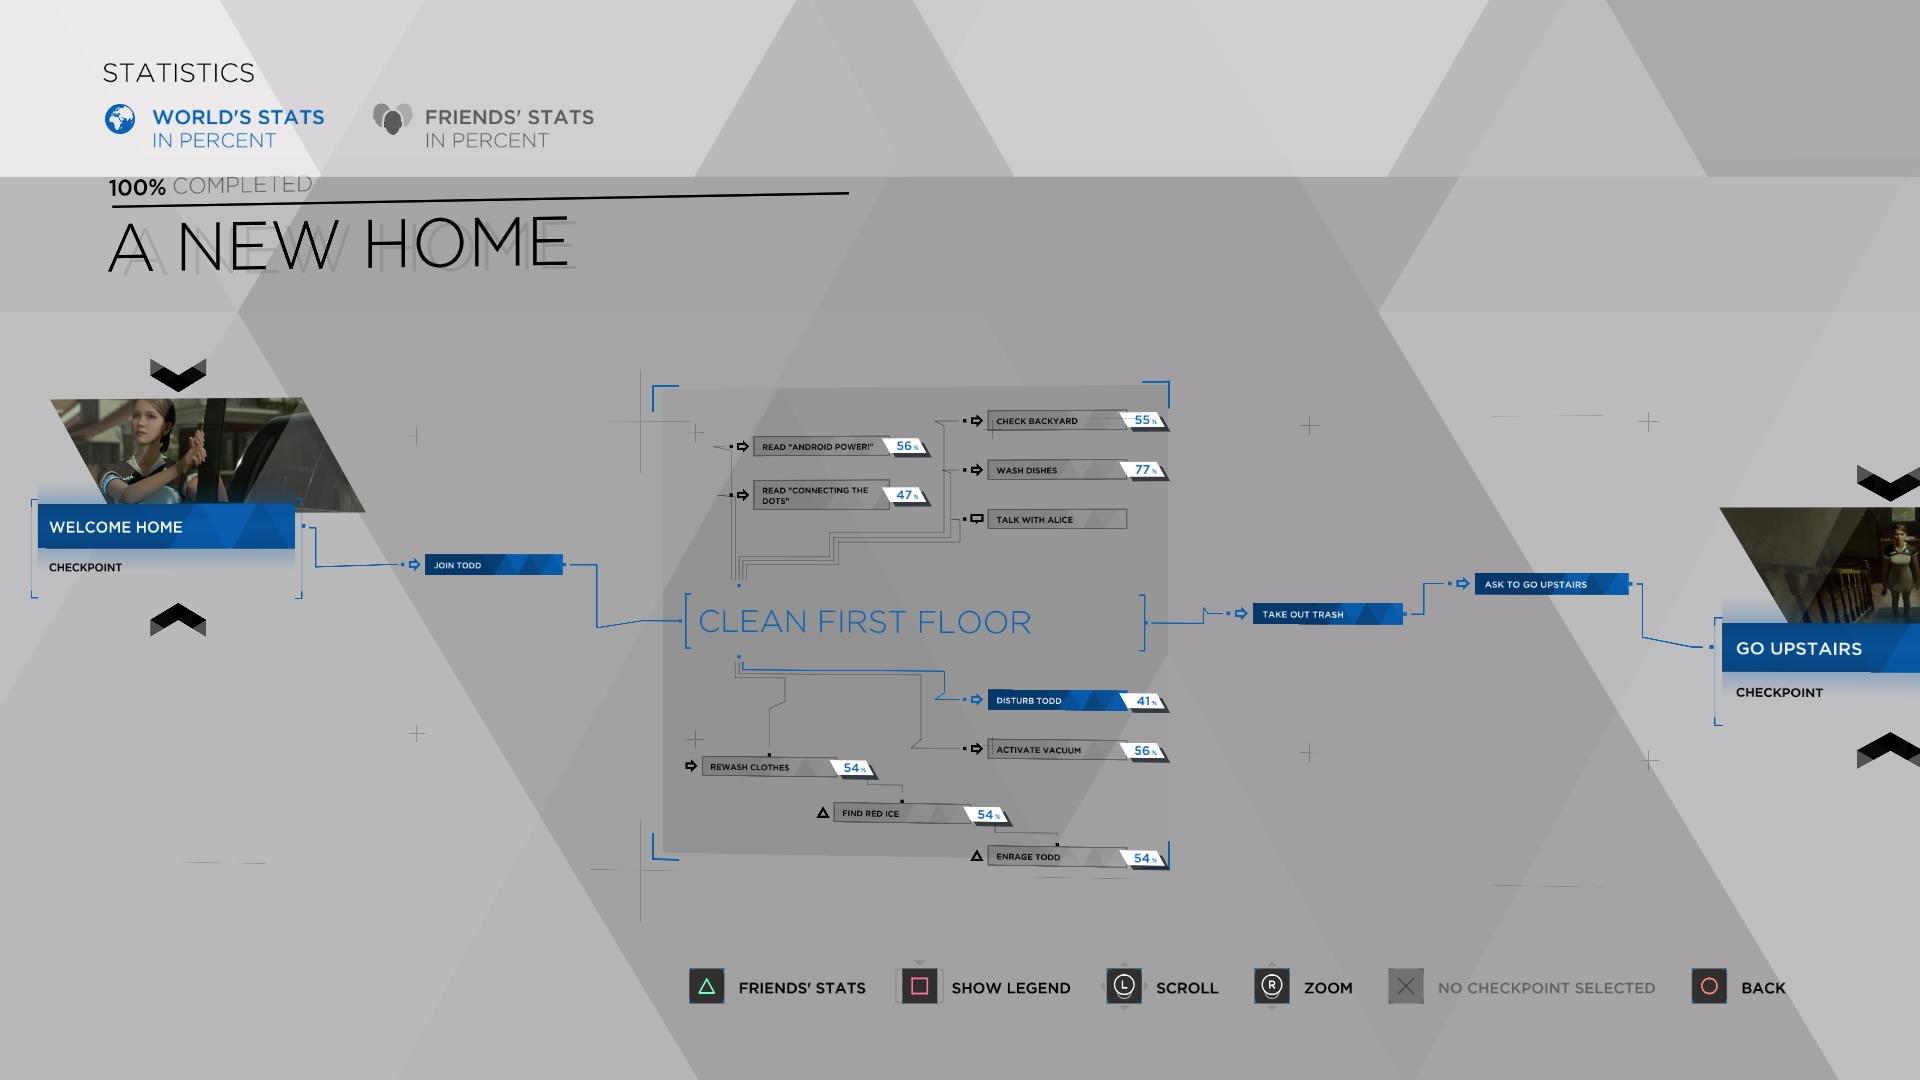 STATISTICS
WORLD'S STATS
IN PERCENT
FRIENDS' STATS
IN PERCENT
100% COMPLETED
A NEW HOME
WELCOME HOME
CHECKPOINT
JOIN TODD
READ "ANDROID POWER!" 56%
READ "CONNECTING THE
DOTS" 47%
CHECK BACKYARD 55%
WASH DISHES 77%
TALK WITH ALICE
CLEAN FIRST FLOOR
DISTURB TODD 41%
ACTIVATE VACUUM 56%
REWASH CLOTHES 54%
FIND RED ICE 54%
ENRAGE TODD 54%
TAKE OUT TRASH
ASK TO GO UPSTAIRS
GO UPSTAIRS
CHECKPOINT
FRIENDS' STATS
SHOW LEGEND
L SCROLL
R ZOOM
NO CHECKPOINT SELECTED
BACK